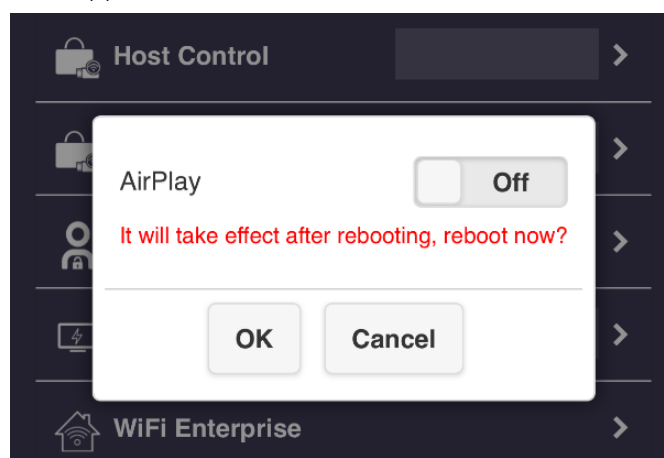 Host Control
AirPlay
Off
It will take effect after rebooting, reboot now?
OK
Cancel
WiFi Enterprise